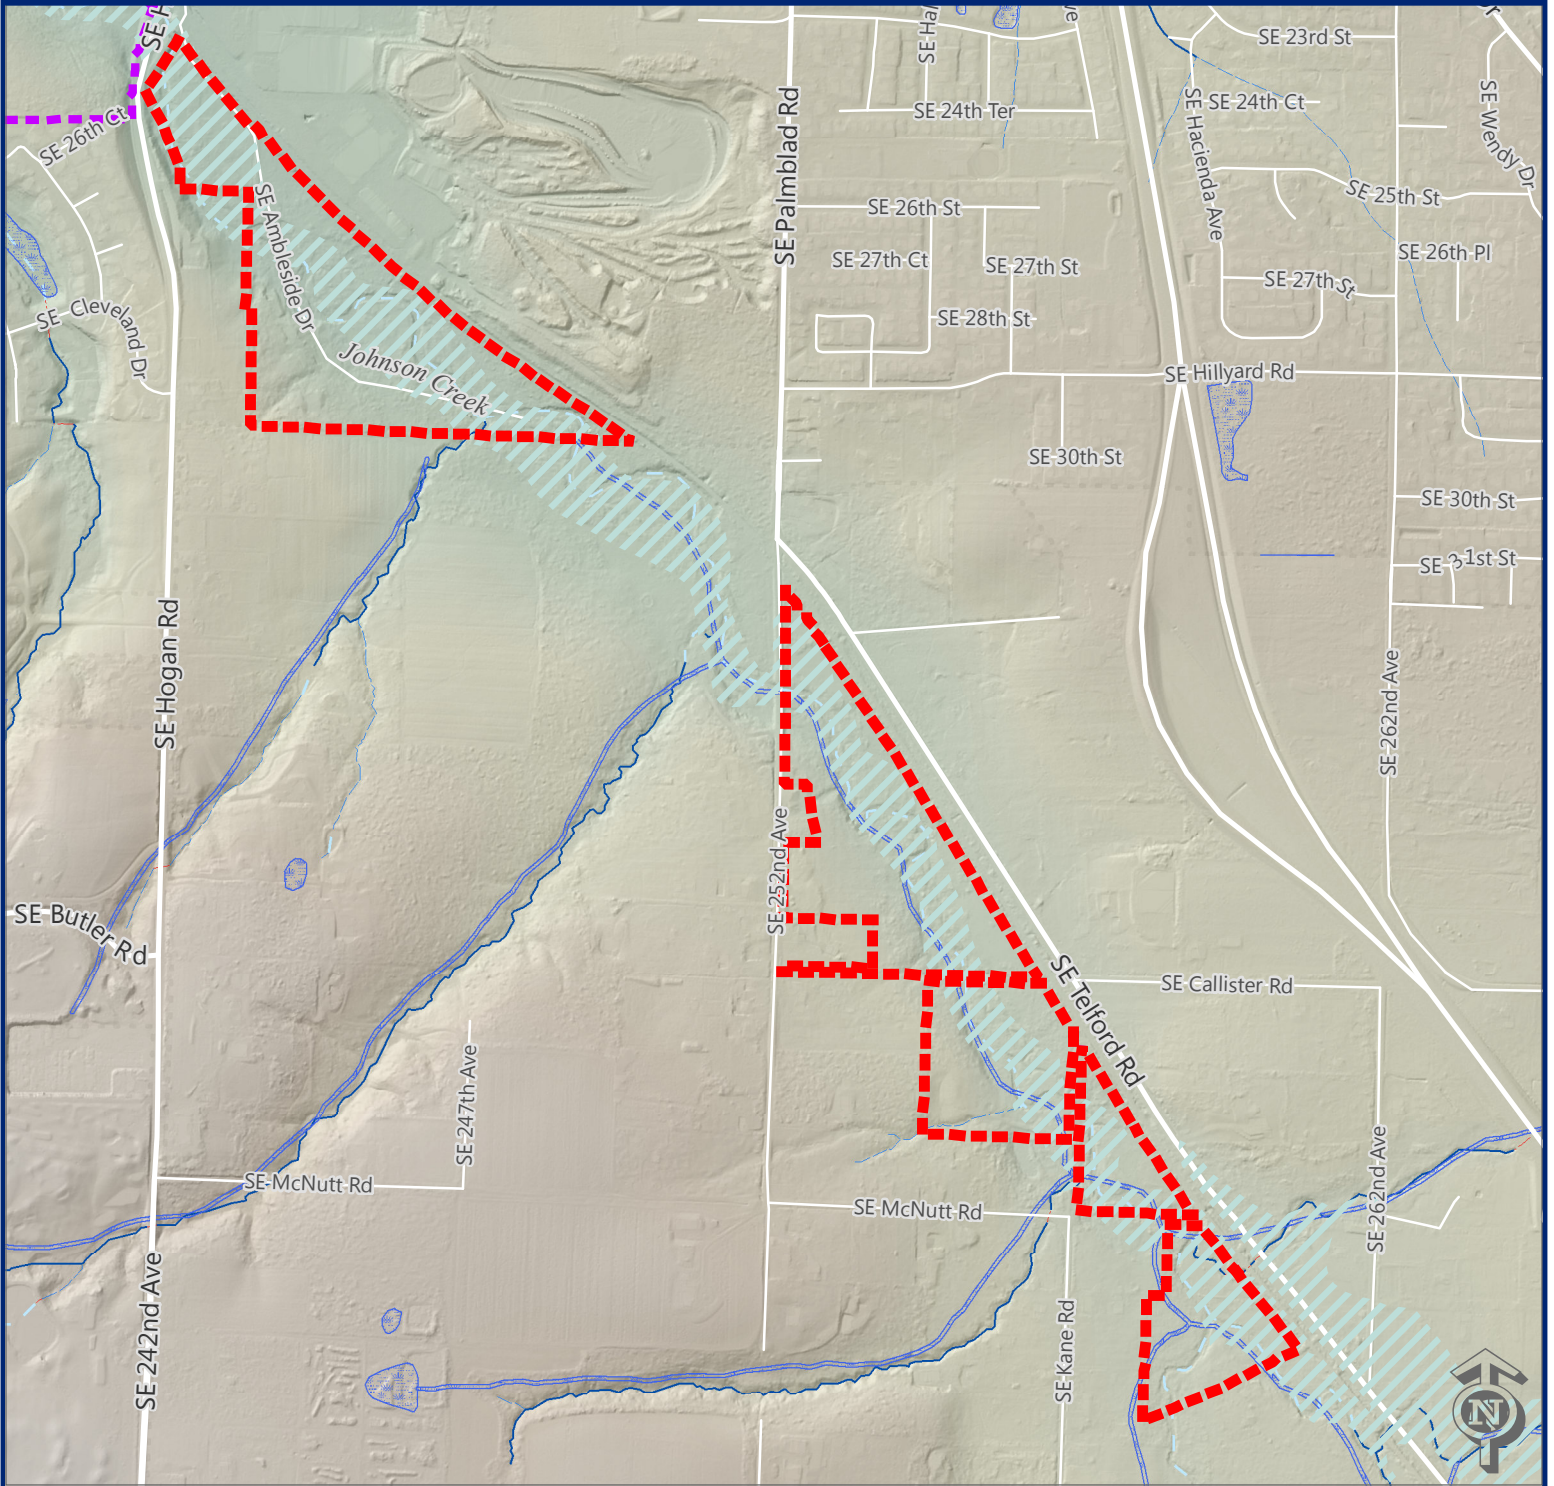 SE
SE Hal
SE 23rd St
SE 24th Ter
SE 24th Ct
SE Palmblad Rd
SE Hacienda Ave
SE Wendy Dr
SE 26th Ct
SE Ambleside Dr
SE 26th St
SE 25th St
SE 27th Ct
SE 27th St
SE 26th Pl
SE 27th St
SE Cleveland Dr
SE 28th St
Johnson Creek
SE Hillyard Rd
SE 30th St
SE 30th St
SE 31st St
SE Hogan Rd
SE 262nd Ave
SE 252nd Ave
SE Butler Rd
SE Telford Rd
SE Callister Rd
SE 247th Ave
SE McNutt Rd
SE McNutt Rd
SE 262nd Ave
SE 242nd Ave
SE Kane Rd
N